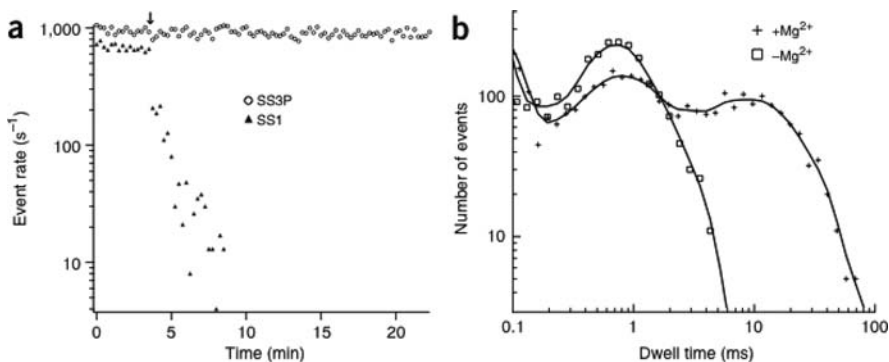 a
1,000
100
10
Event rate (s⁻¹)
0
5
10
15
20
Time (min)
SS3P
SS1
b
100
100
10
Number of events
0.1
1
10
100
Dwell time (ms)
+Mg²⁺
–Mg²⁺